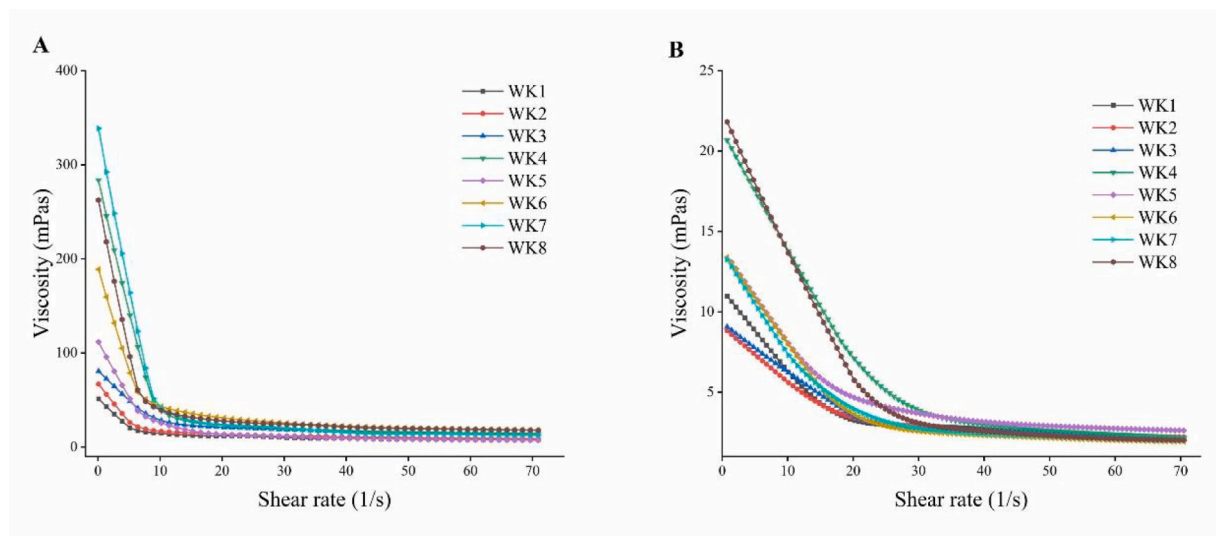 A
400
300
200
100
0
Viscosity (mPas)
0 10 20 30 40 50 60 70
Shear rate (1/s)
WK1
WK2
WK3
WK4
WK5
WK6
WK7
WK8
B
25
20
15
10
5
Viscosity (mPas)
0 10 20 30 40 50 60 70
Shear rate (1/s)
WK1
WK2
WK3
WK4
WK5
WK6
WK7
WK8